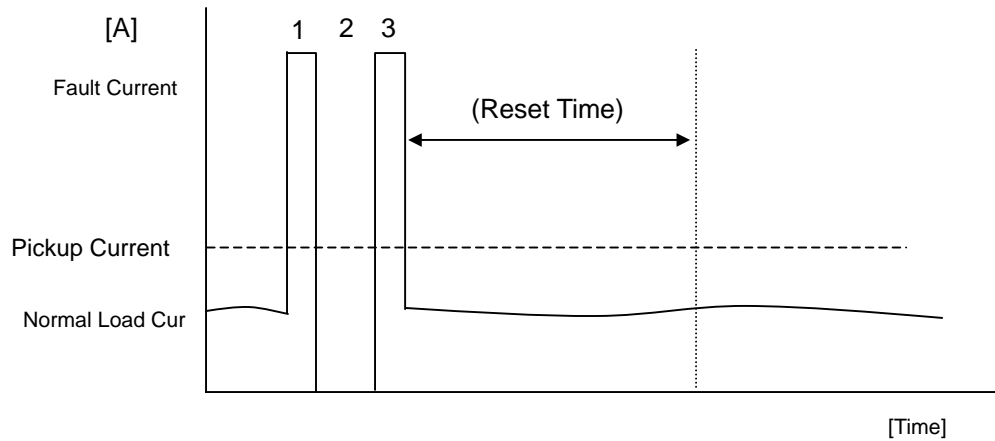 [A]
1 2 3
Fault Current
(Reset Time)
Pickup Current
Normal Load Cur
[Time]